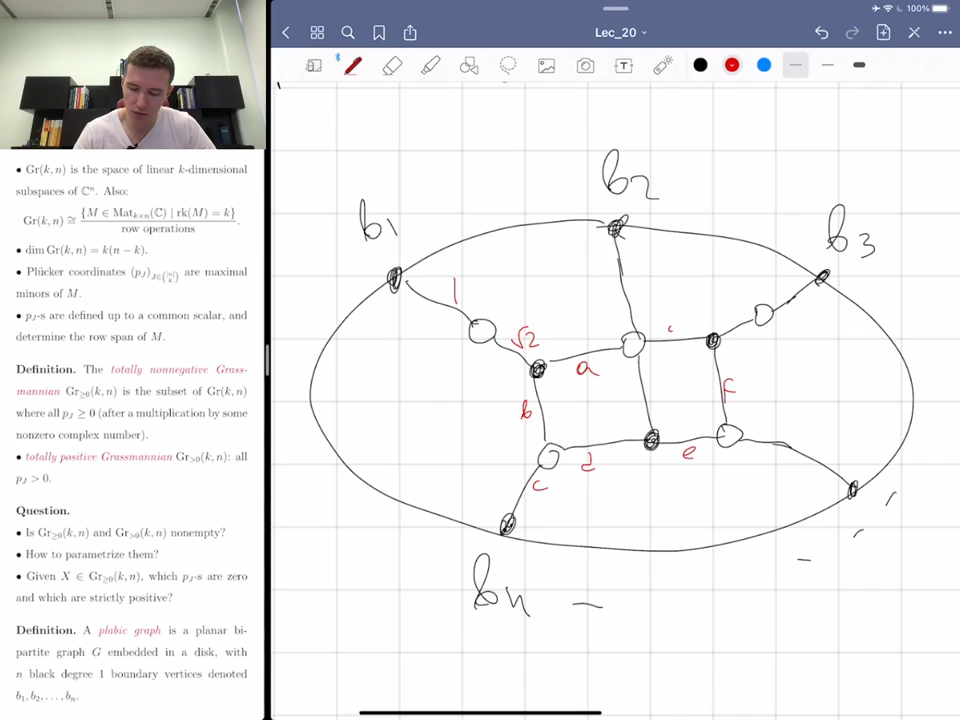 100%
Lec_20
• Gr(k, n) is the space of linear k-dimensional
subspaces of ℂⁿ. Also:
Gr(k, n) ≅ {M ∈ Mat_{k×n}(ℂ) | rk(M) = k} / row operations.
• dim Gr(k, n) = k(n − k).
• Plücker coordinates (p_J)_{J∈\binom{[n]}{k}} are maximal
minors of M.
• p_J-s are defined up to a common scalar, and
determine the row span of M.
Definition. The totally nonnegative Grass-
mannian Gr_{≥0}(k, n) is the subset of Gr(k, n)
where all p_J ≥ 0 (after a multiplication by some
nonzero complex number).
• totally positive Grassmannian Gr_{>0}(k, n): all
p_J > 0.
Question.
• Is Gr_{≥0}(k, n) and Gr_{>0}(k, n) nonempty?
• How to parametrize them?
• Given X ∈ Gr_{≥0}(k, n), which p_J-s are zero
and which are strictly positive?
Definition. A plabic graph is a planar bi-
partite graph G embedded in a disk, with
n black degree 1 boundary vertices denoted
b₁, b₂, . . . , bₙ.
b1
b2
b3
1
√2
a
b
f
c
d
e
bn